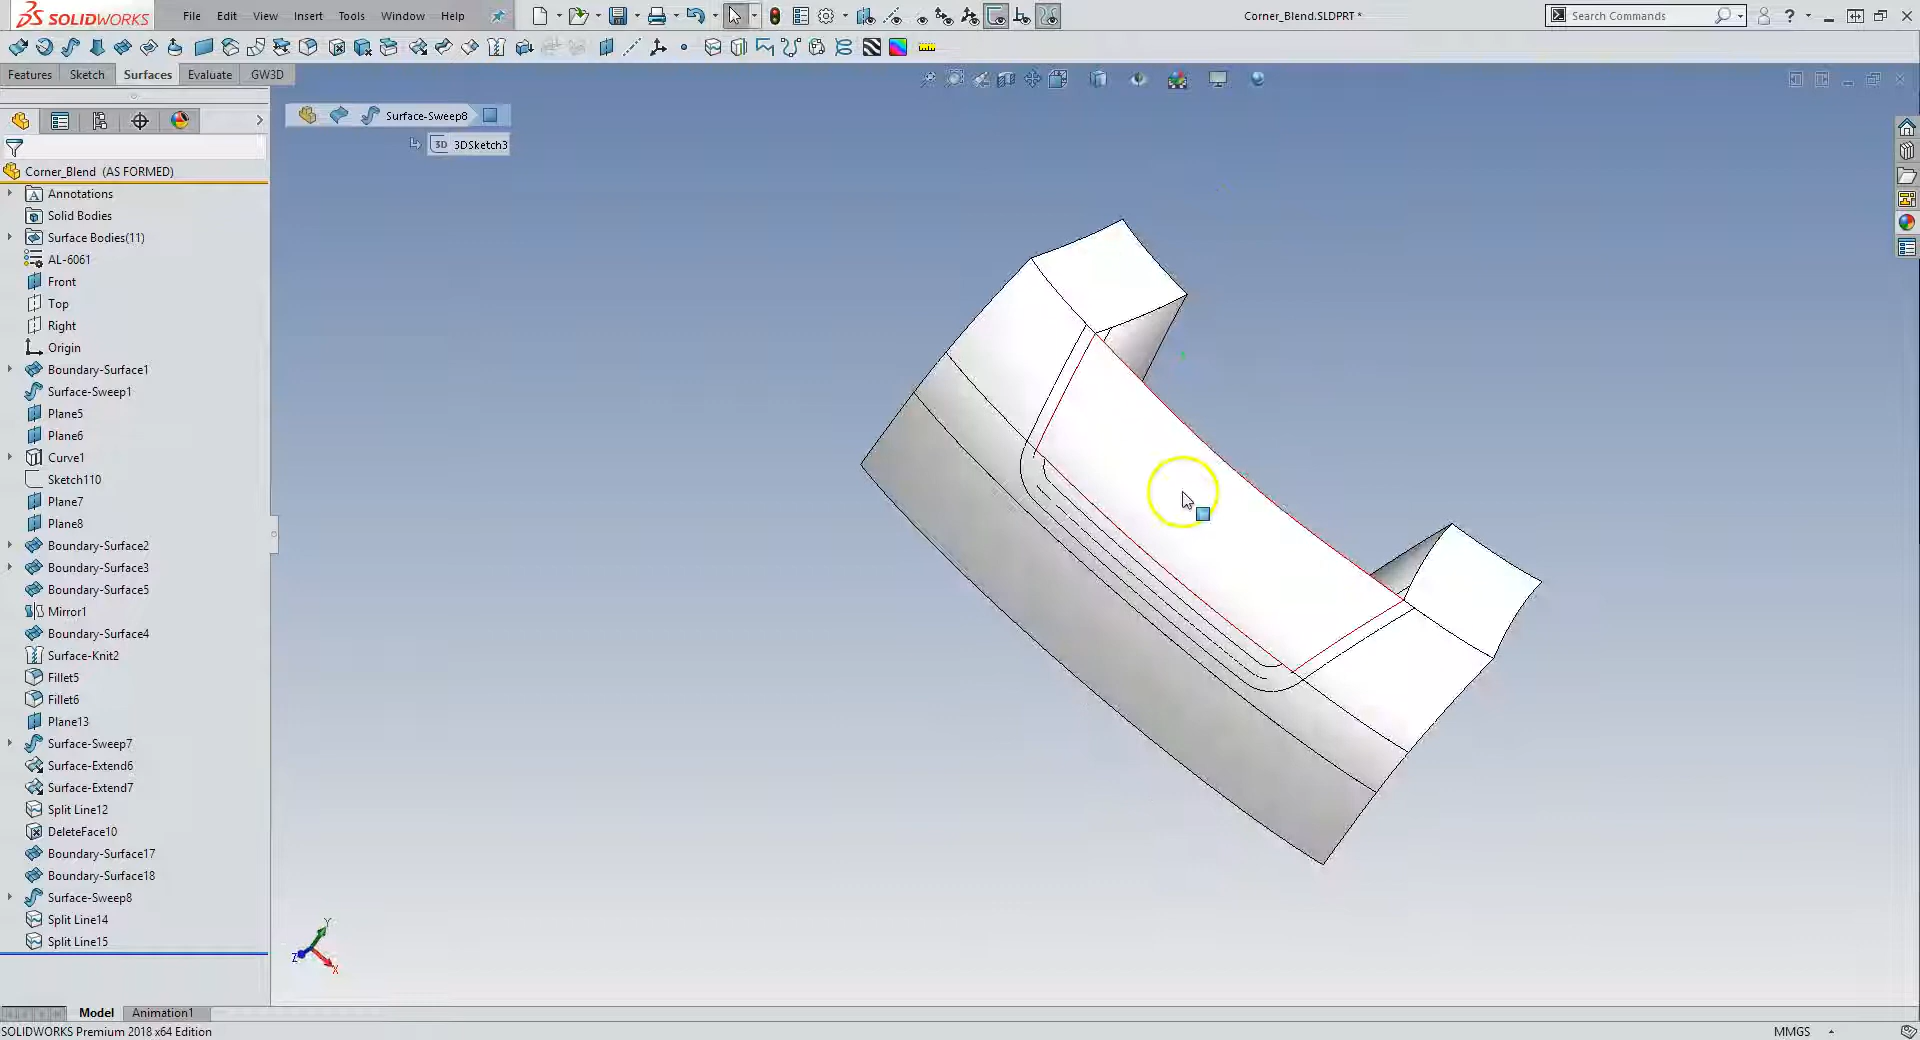 SOLIDWORKS File Edit View Insert Tools Window Help Corner_Blend.SLDPRT * Search Commands ?
Features Sketch Surfaces Evaluate GW3D
Surface-Sweep8
3D 3DSketch3
Corner_Blend (AS FORMED)
A Annotations
Solid Bodies
Surface Bodies(11)
AL-6061
Front
Top
Right
Origin
Boundary-Surface1
Surface-Sweep1
Plane5
Plane6
Curve1
Sketch110
Plane7
Plane8
Boundary-Surface2
Boundary-Surface3
Boundary-Surface5
Mirror1
Boundary-Surface4
Surface-Knit2
Fillet5
Fillet6
Plane13
Surface-Sweep7
Surface-Extend6
Surface-Extend7
Split Line12
DeleteFace10
Boundary-Surface17
Boundary-Surface18
Surface-Sweep8
Split Line14
Split Line15
Y
Z
X
Model Animation1
SOLIDWORKS Premium 2018 x64 Edition MMGS